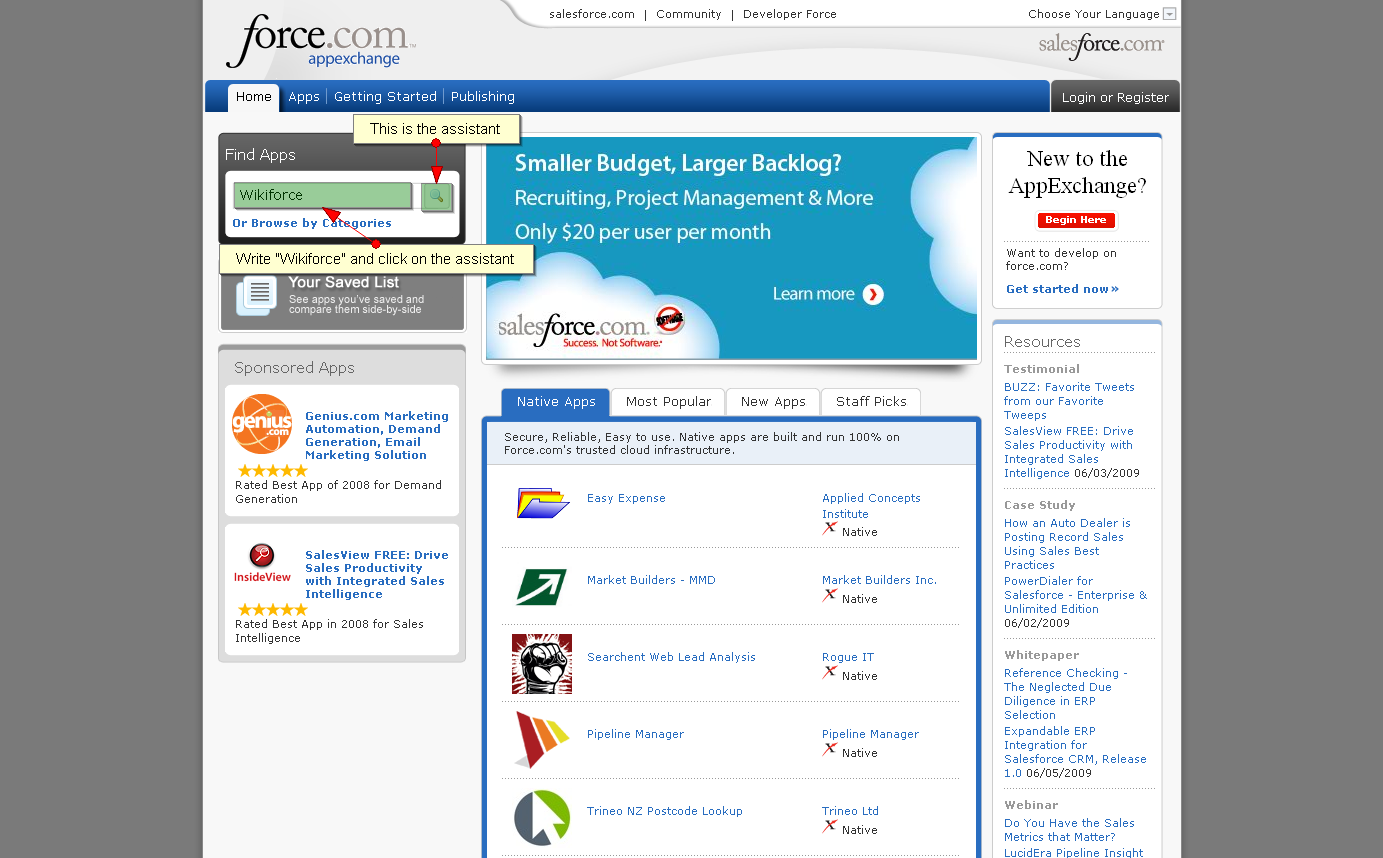 salesforce.com | Community | Developer Force
Choose Your Language
force.com™
appexchange
salesforce.com
Home
Apps
Getting Started
Publishing
Login or Register
This is the assistant
Find Apps
Wikiforce
Or Browse by Categories
Write "Wikiforce" and click on the assistant
Your Saved List
See apps you've saved and
compare them side-by-side
Smaller Budget, Larger Backlog?
Recruiting, Project Management & More
Only $20 per user per month
Learn more
salesforce.com.
SOFTWARE
Success. Not Software.
New to the
AppExchange?
Begin Here
Want to develop on
force.com?
Get started now »
Sponsored Apps
genius
.com
Genius.com Marketing
Automation, Demand
Generation, Email
Marketing Solution
Rated Best App of 2008 for Demand
Generation
InsideView
SalesView FREE: Drive
Sales Productivity
with Integrated Sales
Intelligence
Rated Best App in 2008 for Sales
Intelligence
Native Apps
Most Popular
New Apps
Staff Picks
Secure, Reliable, Easy to use. Native apps are built and run 100% on
Force.com's trusted cloud infrastructure.
Easy Expense
Applied Concepts
Institute
Native
Market Builders - MMD
Market Builders Inc.
Native
Searchent Web Lead Analysis
Rogue IT
Native
Pipeline Manager
Pipeline Manager
Native
Trineo NZ Postcode Lookup
Trineo Ltd
Native
Resources
Testimonial
BUZZ: Favorite Tweets
from our Favorite
Tweeps
SalesView FREE: Drive
Sales Productivity with
Integrated Sales
Intelligence 06/03/2009
Case Study
How an Auto Dealer is
Posting Record Sales
Using Sales Best
Practices
PowerDialer for
Salesforce - Enterprise &
Unlimited Edition
06/02/2009
Whitepaper
Reference Checking -
The Neglected Due
Diligence in ERP
Selection
Expandable ERP
Integration for
Salesforce CRM, Release
1.0 06/05/2009
Webinar
Do You Have the Sales
Metrics that Matter?
LucidEra Pipeline Insight